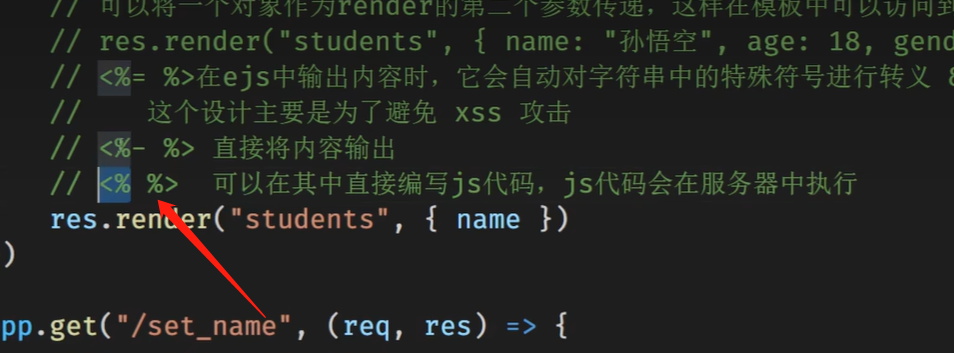 // 可以将一个对象作为render的第二个参数传递，这样在模板中可以访问到
// res.render("students", { name: "孙悟空", age: 18, gend
// <%= %>在ejs中输出内容时，它会自动对字符串中的特殊符号进行转义 &
// 这个设计主要是为了避免 xss 攻击
// <%- %> 直接将内容输出
// <% %> 可以在其中直接编写js代码，js代码会在服务器中执行
res.render("students", { name })
)
pp.get("/set_name", (req, res) => {